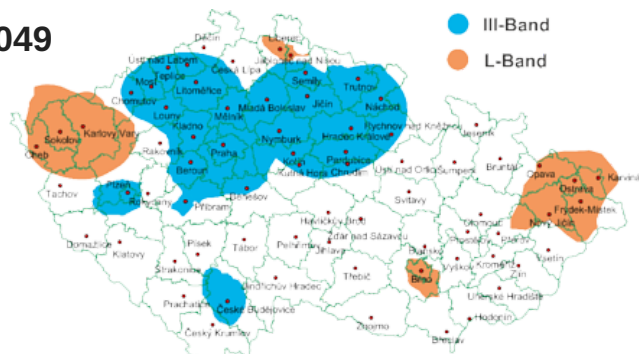 049
III-Band
L-Band
Děčín
Liberec
Ústí nad Labem
Teplice
Česká Lípa
Jablonec nad Nisou
Most
Litoměřice
Semily
Trutnov
Chomutov
Mladá Boleslav
Jičín
Náchod
Louny
Mělník
Karlovy Vary
Sokolov
Kladno
Nymburk
Hradec Králové
Rychnov nad Kněžnou
Jeseník
Cheb
Rakovník
Praha
Kolín
Pardubice
Beroun
Kutná Hora
Chrudim
Ústí nad Orlicí
Šumperk
Bruntál
Opava
Karviná
Tachov
Plzeň
Rokycany
Příbram
Benešov
Svitavy
Ostrava
Frýdek-Místek
Nový Jičín
Olomouc
Havlíčkův Brod
Domažlice
Klatovy
Písek
Tábor
Pelhřimov
Žďár nad Sázavou
Jihlava
Blansko
Prostějov
Přerov
Vsetín
Strakonice
Třebíč
Brno
Vyškov
Kroměříž
Zlín
Prachatice
Jindřichův Hradec
České Budějovice
Uherské Hradiště
Český Krumlov
Znojmo
Hodonín
Břeclav